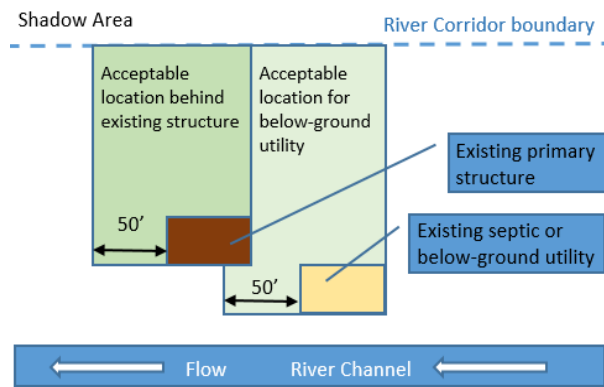 Shadow Area
River Corridor boundary
Acceptable
location behind
existing structure
Acceptable
location for
below-ground
utility
Existing primary
structure
50’
Existing septic or
below-ground utility
50’
Flow
River Channel